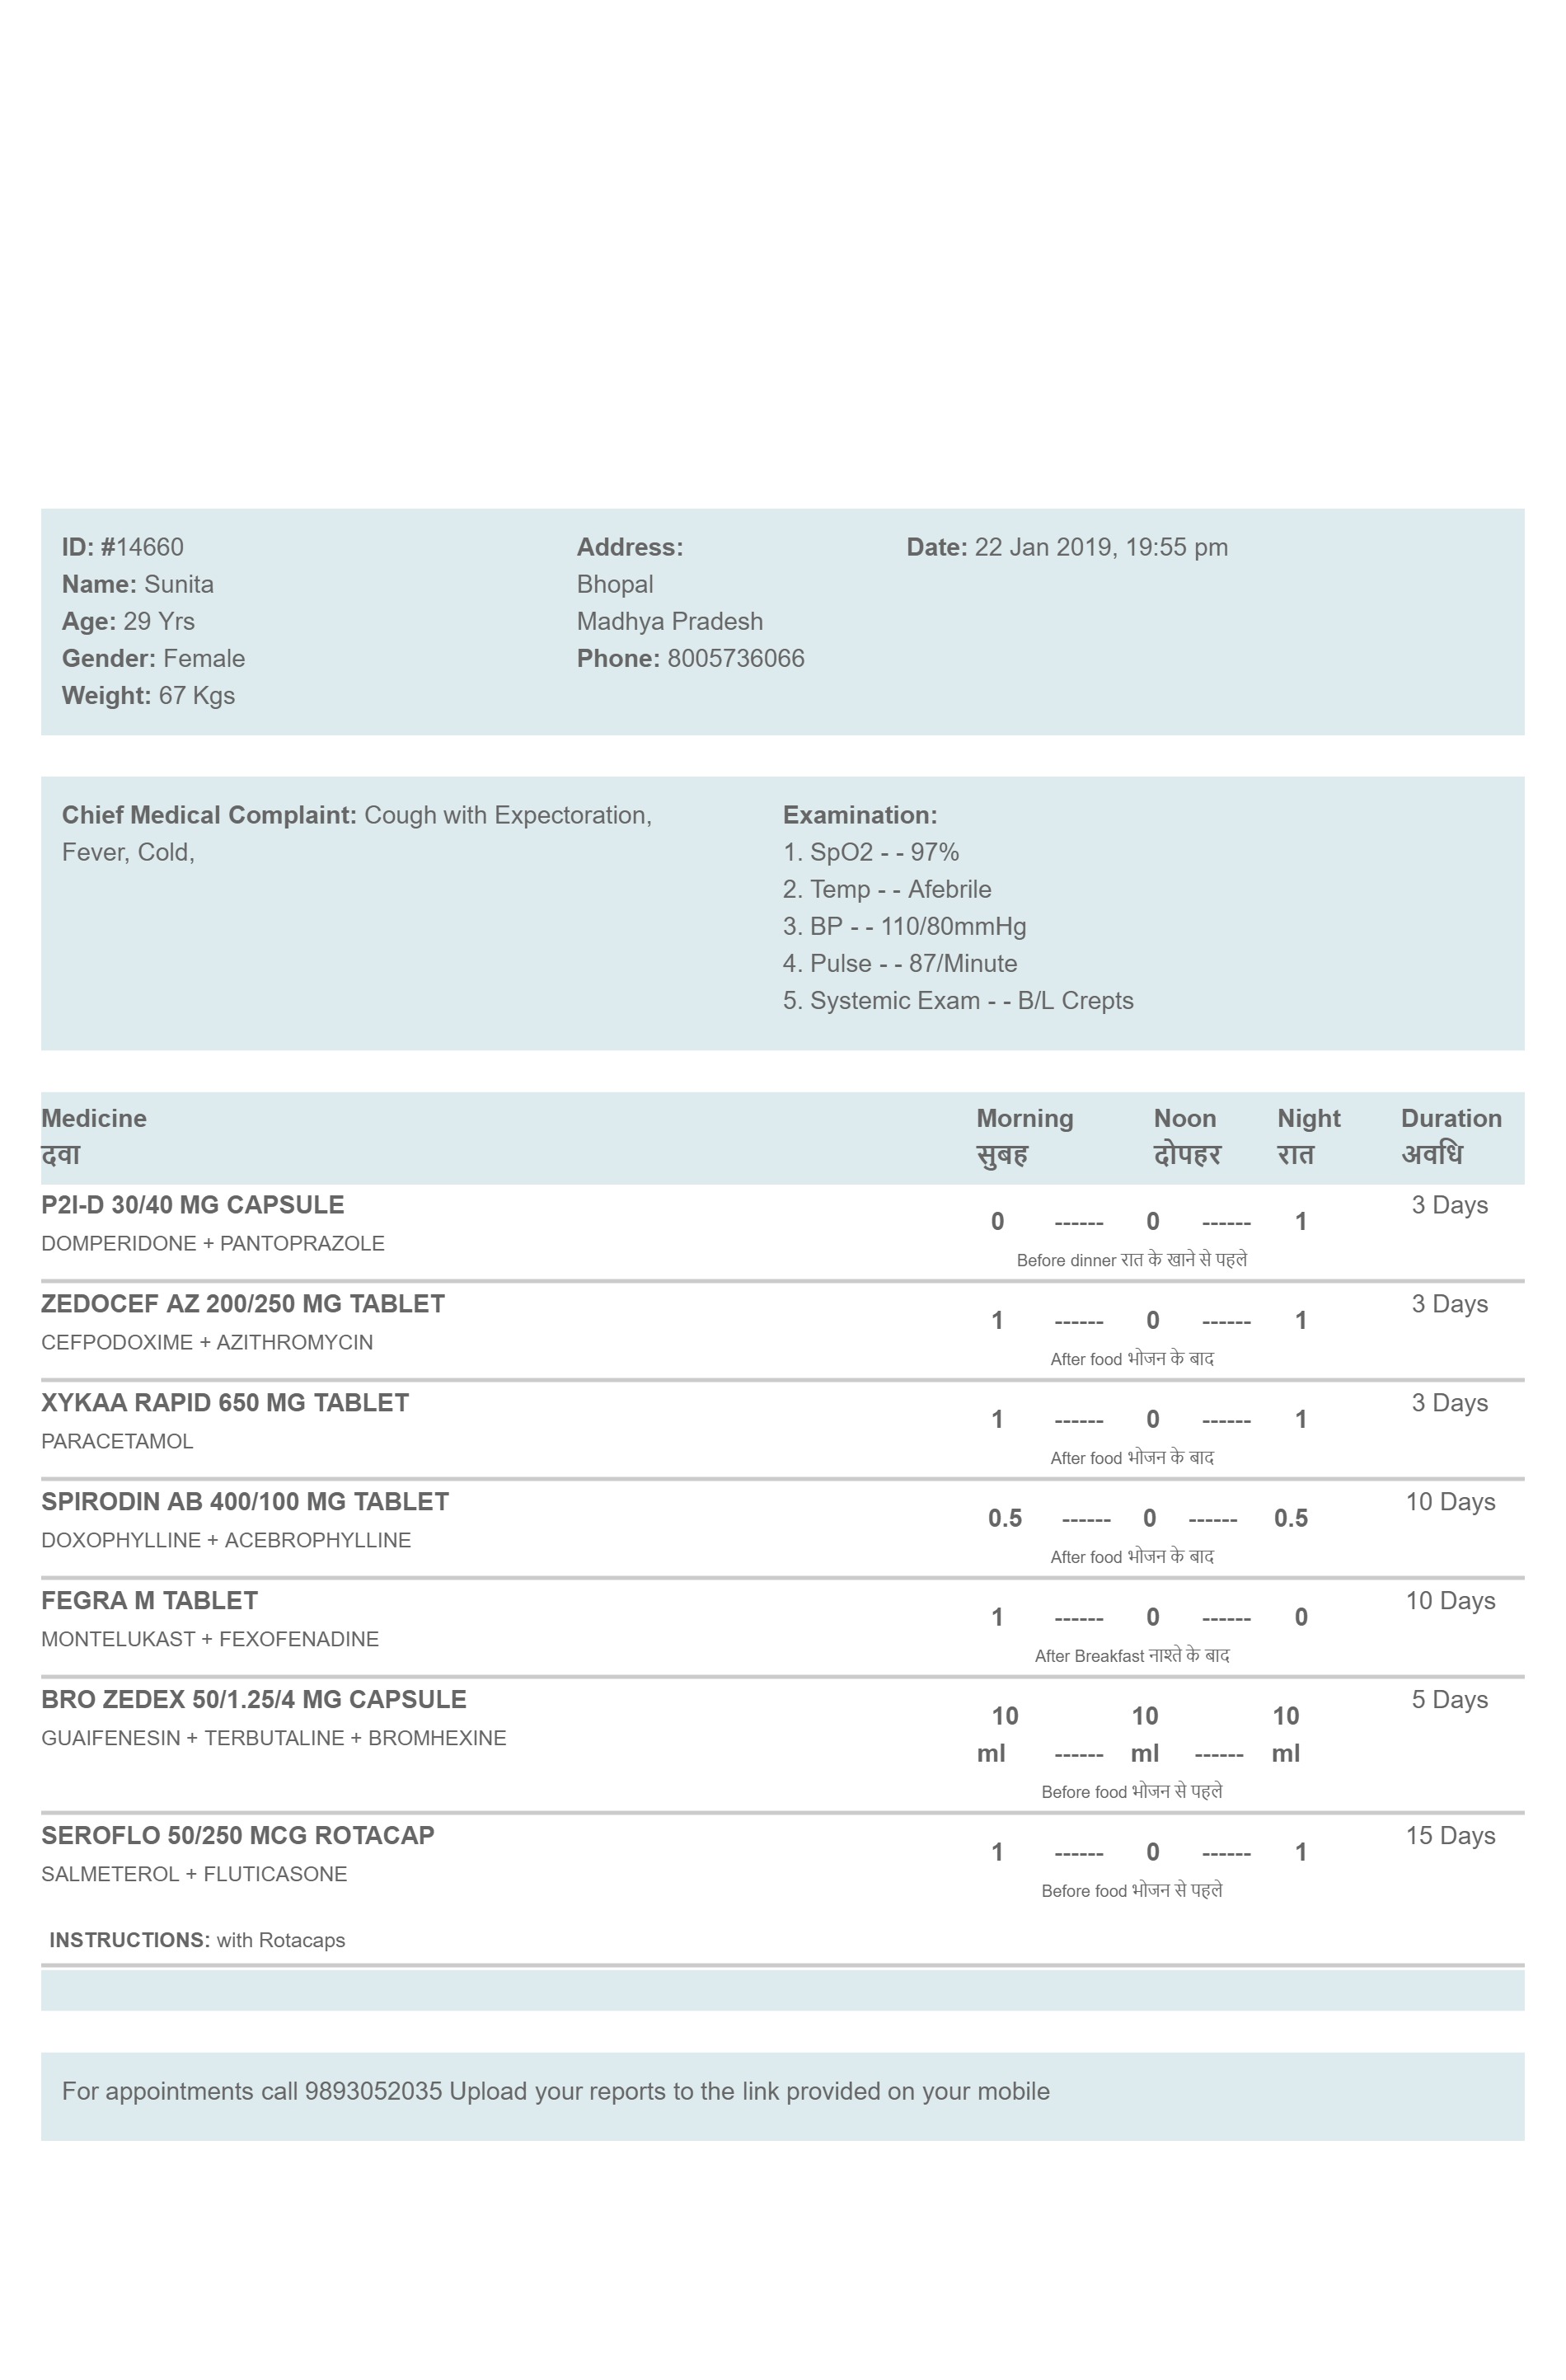 ID: #14660
Name: Sunita
Age: 29 Yrs
Gender: Female
Weight: 67 Kgs
Address:
Bhopal
Madhya Pradesh
Phone: 8005736066
Date: 22 Jan 2019, 19:55 pm
Chief Medical Complaint: Cough with Expectoration,
Fever, Cold,
Examination:
1. SpO2 - - 97%
2. Temp - - Afebrile
3. BP - - 110/80mmHg
4. Pulse - - 87/Minute
5. Systemic Exam - - B/L Crepts
Medicine Morning Noon Night Duration
दवा सुबह दोपहर रात अवधि
P2I-D 30/40 MG CAPSULE 3 Days
0 ------ 0 ------ 1
DOMPERIDONE + PANTOPRAZOLE
Before dinner रात के खाने से पहले
ZEDOCEF AZ 200/250 MG TABLET 3 Days
1 ------ 0 ------ 1
CEFPODOXIME + AZITHROMYCIN
After food भोजन के बाद
XYKAA RAPID 650 MG TABLET 3 Days
1 ------ 0 ------ 1
PARACETAMOL
After food भोजन के बाद
SPIRODIN AB 400/100 MG TABLET 10 Days
0.5 ------ 0 ------ 0.5
DOXOPHYLLINE + ACEBROPHYLLINE
After food भोजन के बाद
FEGRA M TABLET 10 Days
1 ------ 0 ------ 0
MONTELUKAST + FEXOFENADINE
After Breakfast नाश्ते के बाद
BRO ZEDEX 50/1.25/4 MG CAPSULE 5 Days
10 10 10
GUAIFENESIN + TERBUTALINE + BROMHEXINE
ml ------ ml ------ ml
Before food भोजन से पहले
SEROFLO 50/250 MCG ROTACAP 15 Days
1 ------ 0 ------ 1
SALMETEROL + FLUTICASONE
Before food भोजन से पहले
INSTRUCTIONS: with Rotacaps
For appointments call 9893052035 Upload your reports to the link provided on your mobile